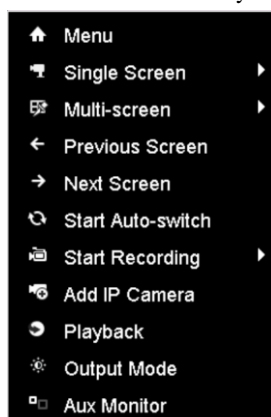 Menu
Single Screen
Multi-screen
Previous Screen
Next Screen
Start Auto-switch
Start Recording
Add IP Camera
Playback
Output Mode
Aux Monitor